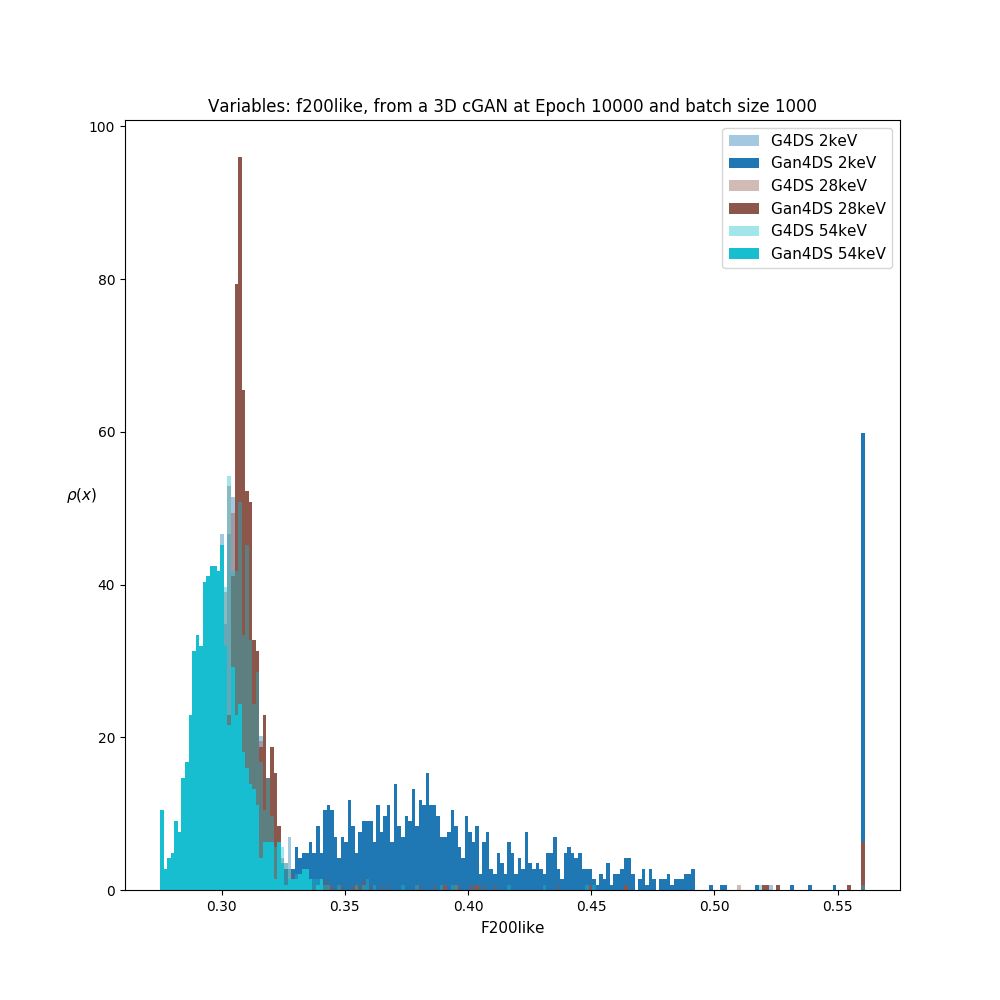 Variables: f200like, from a 3D cGAN at Epoch 10000 and batch size 1000
100
80
60
40
20
0
ρ(x)
G4DS 2keV
Gan4DS 2keV
G4DS 28keV
Gan4DS 28keV
G4DS 54keV
Gan4DS 54keV
0.30 0.35 0.40 0.45 0.50 0.55
F200like